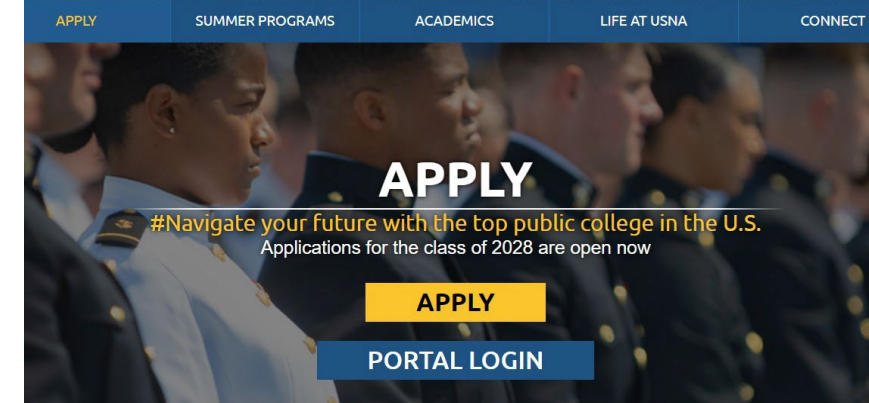 APPLY SUMMER PROGRAMS ACADEMICS LIFE AT USNA CONNECT
APPLY
#Navigate your future with the top public college in the U.S.
Applications for the class of 2028 are open now
APPLY
PORTAL LOGIN